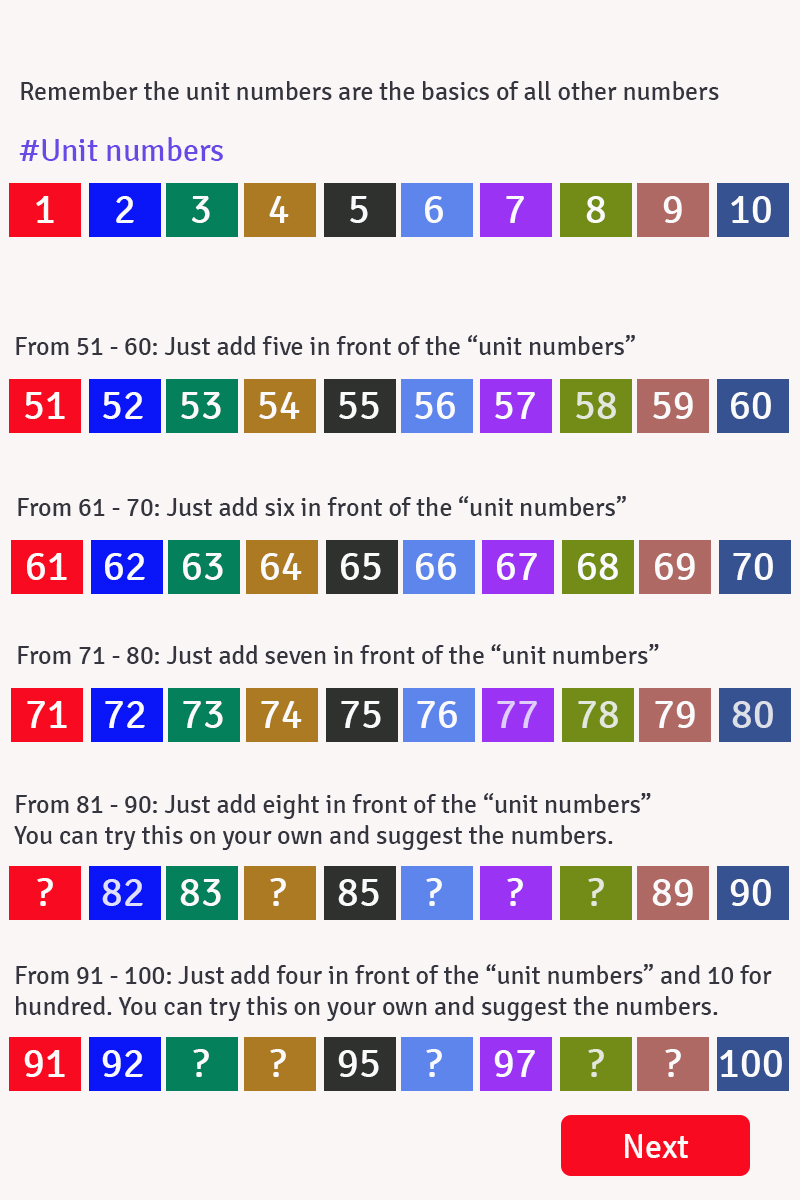 Remember the unit numbers are the basics of all other numbers
#Unit numbers
1 2 3 4 5 6 7 8 9 10
From 51 - 60: Just add five in front of the “unit numbers”
51 52 53 54 55 56 57 58 59 60
From 61 - 70: Just add six in front of the “unit numbers”
61 62 63 64 65 66 67 68 69 70
From 71 - 80: Just add seven in front of the “unit numbers”
71 72 73 74 75 76 77 78 79 80
From 81 - 90: Just add eight in front of the “unit numbers”
You can try this on your own and suggest the numbers.
? 82 83 ? 85 ? ? ? 89 90
From 91 - 100: Just add four in front of the “unit numbers” and 10 for
hundred. You can try this on your own and suggest the numbers.
91 92 ? ? 95 ? 97 ? ? 100
Next